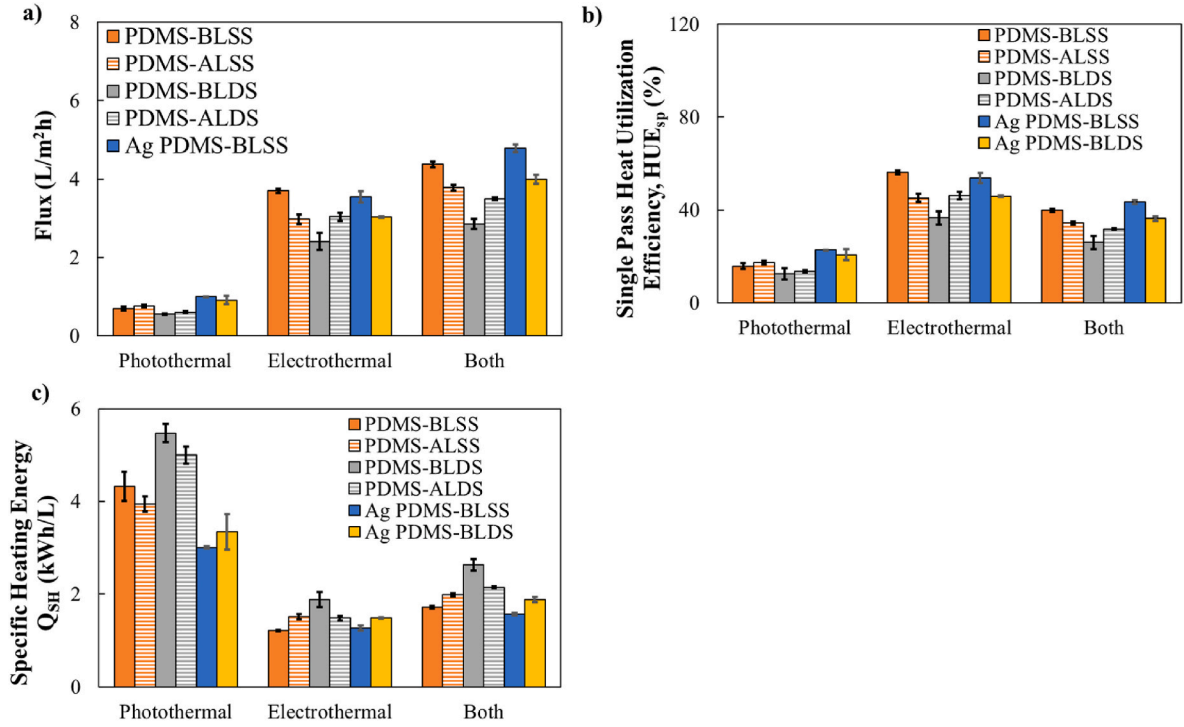 a)
Flux (L/m²h)
8
6
4
2
0
PDMS-BLSS
PDMS-ALSS
PDMS-BLDS
PDMS-ALDS
Ag PDMS-BLSS
Photothermal Electrothermal Both
b)
Single Pass Heat Utilization
Efficiency, HUEsp (%)
120
80
40
0
PDMS-BLSS
PDMS-ALSS
PDMS-BLDS
PDMS-ALDS
Ag PDMS-BLSS
Ag PDMS-BLDS
Photothermal Electrothermal Both
c)
Specific Heating Energy
QSH (kWh/L)
6
4
2
0
PDMS-BLSS
PDMS-ALSS
PDMS-BLDS
PDMS-ALDS
Ag PDMS-BLSS
Ag PDMS-BLDS
Photothermal Electrothermal Both